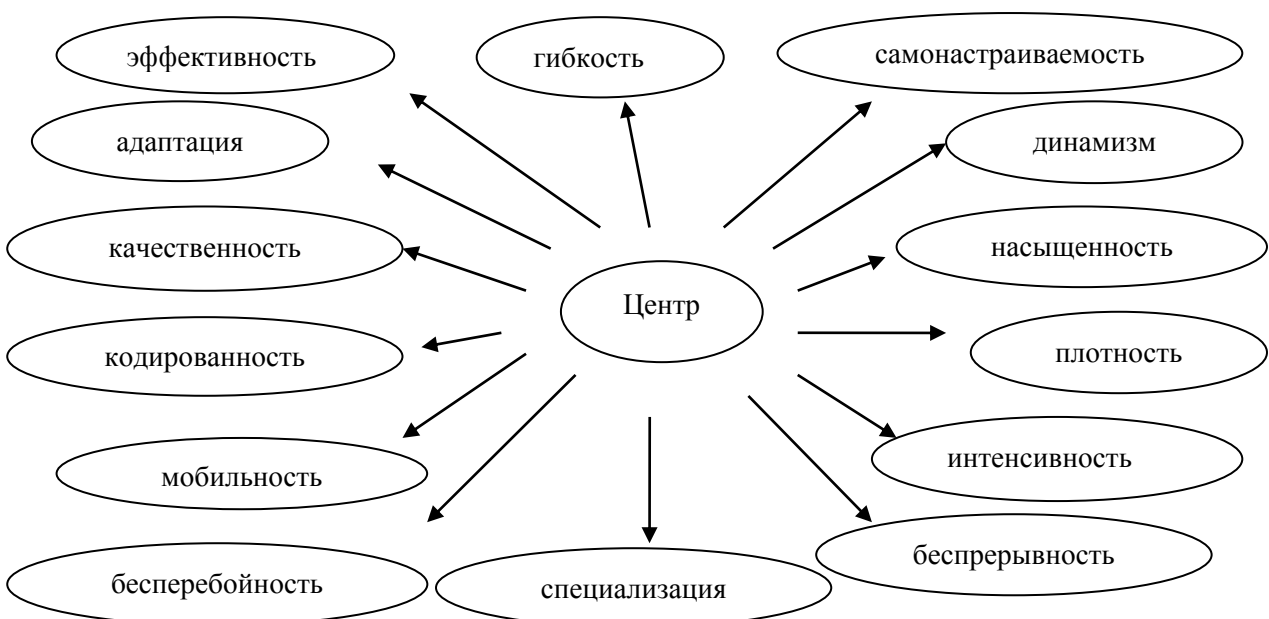 эффективность
гибкость
самонастраиваемость
адаптация
динамизм
качественность
насыщенность
Центр
кодированность
плотность
мобильность
интенсивность
беспрерывность
бесперебойность
специализация